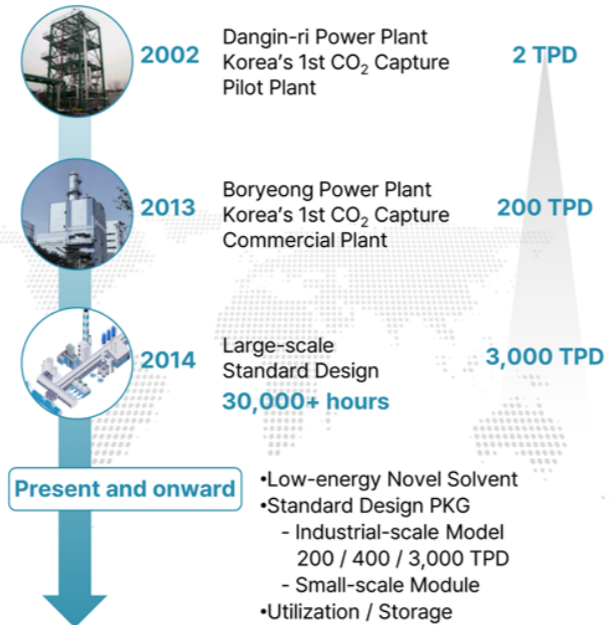 2002
Dangin-ri Power Plant
Korea's 1st CO₂ Capture
Pilot Plant
2 TPD
2013
Boryeong Power Plant
Korea's 1st CO₂ Capture
Commercial Plant
200 TPD
2014
Large-scale
Standard Design
30,000+ hours
3,000 TPD
Present and onward
•Low-energy Novel Solvent
•Standard Design PKG
- Industrial-scale Model
200 / 400 / 3,000 TPD
- Small-scale Module
•Utilization / Storage